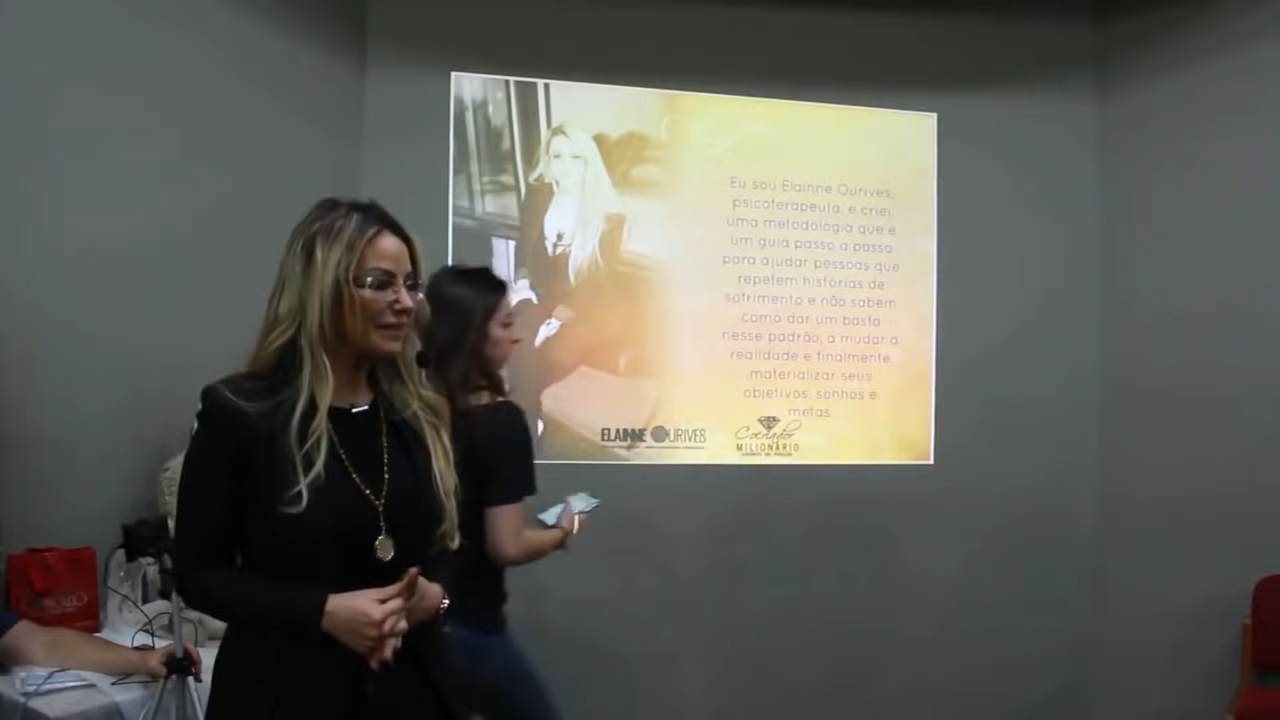 Eu sou Elainne Ourives,
psicoterapeuta, e criei
uma metodologia que é
um guia passo a passo
para ajudar pessoas que
repetem histórias de
sofrimento e não sabem
como dar um basta
nesse padrão, a mudar a
realidade e finalmente
materializar seus
objetivos, sonhos e
metas.
ELAINNE OURIVES
Cocriador
MILIONÁRIO